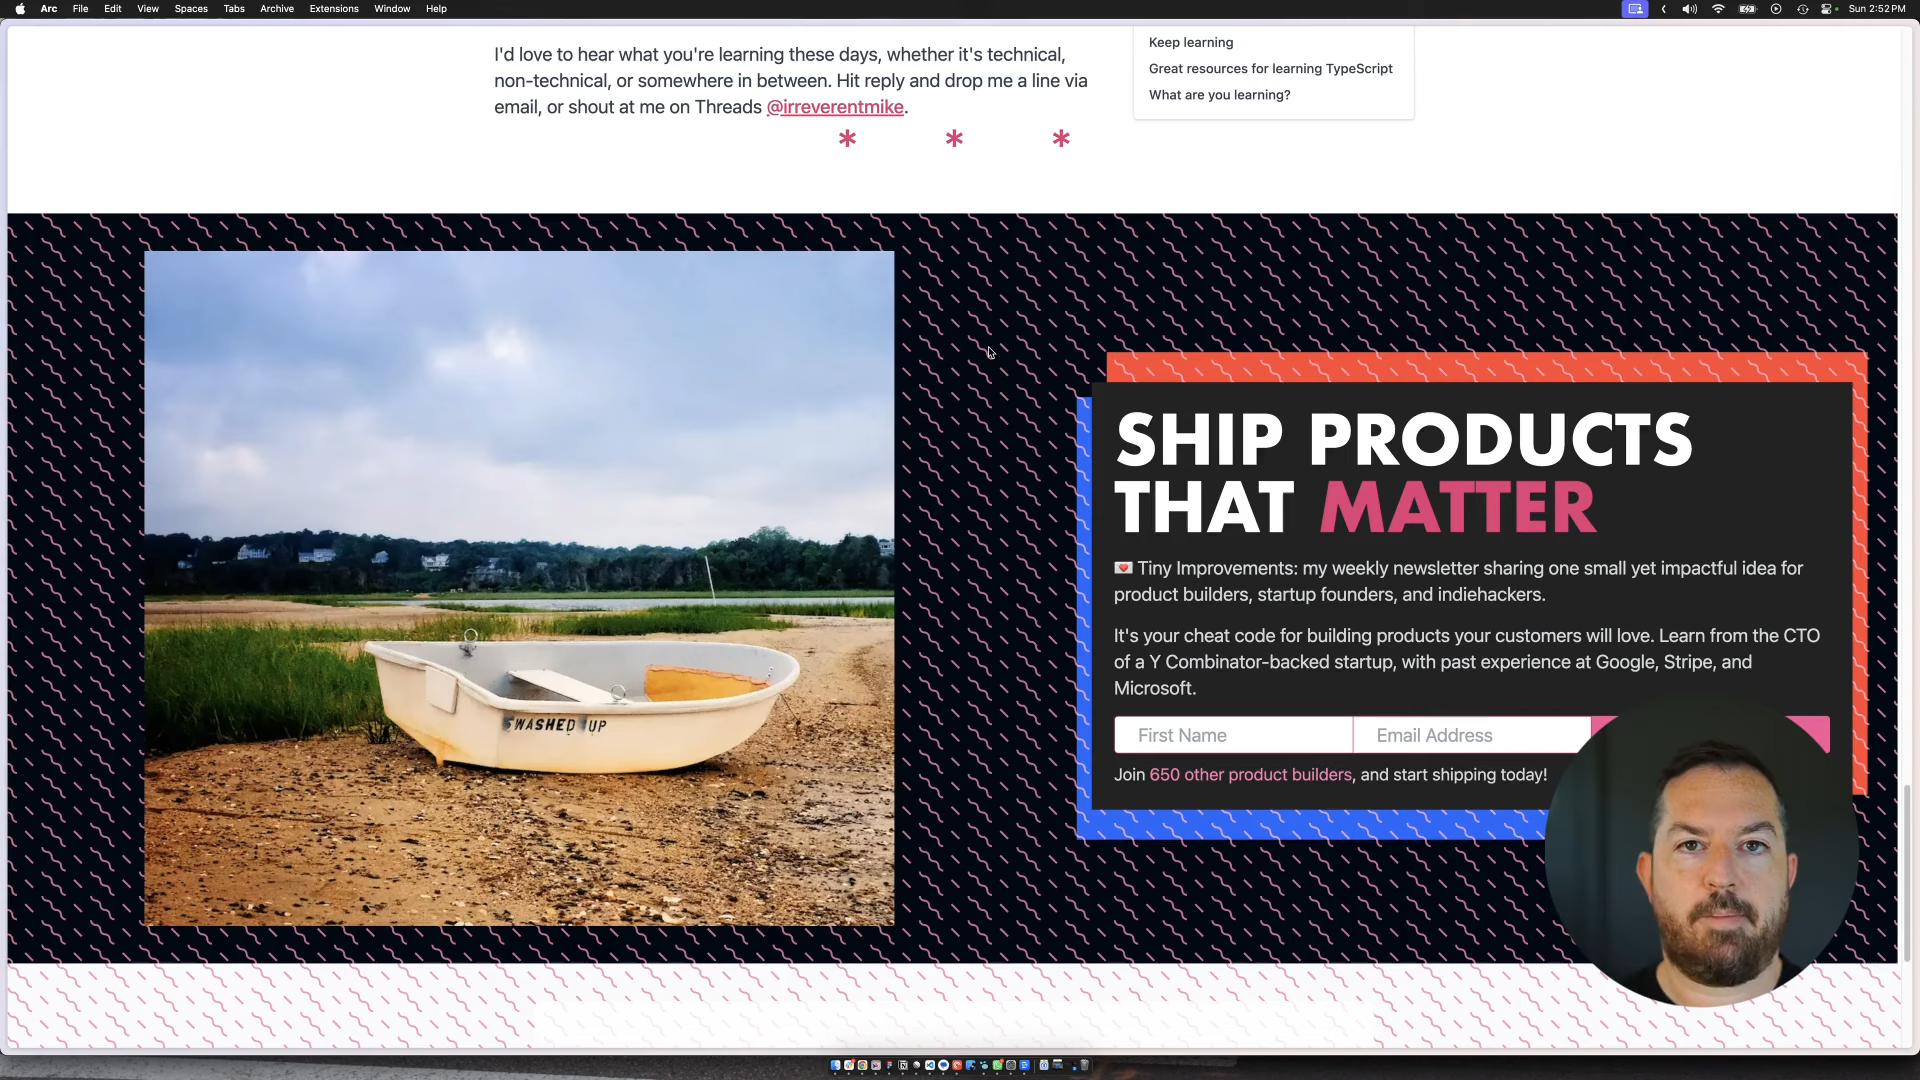 Arc File Edit View Spaces Tabs Archive Extensions Window Help Sun 2:52 PM
I'd love to hear what you're learning these days, whether it's technical,
non-technical, or somewhere in between. Hit reply and drop me a line via
email, or shout at me on Threads @irreverentmike.
* * *
Keep learning
Great resources for learning TypeScript
What are you learning?
SWASHED UP
SHIP PRODUCTS
THAT MATTER
💌 Tiny Improvements: my weekly newsletter sharing one small yet impactful idea for
product builders, startup founders, and indiehackers.
It's your cheat code for building products your customers will love. Learn from the CTO
of a Y Combinator-backed startup, with past experience at Google, Stripe, and
Microsoft.
First Name Email Address
Join 650 other product builders, and start shipping today!